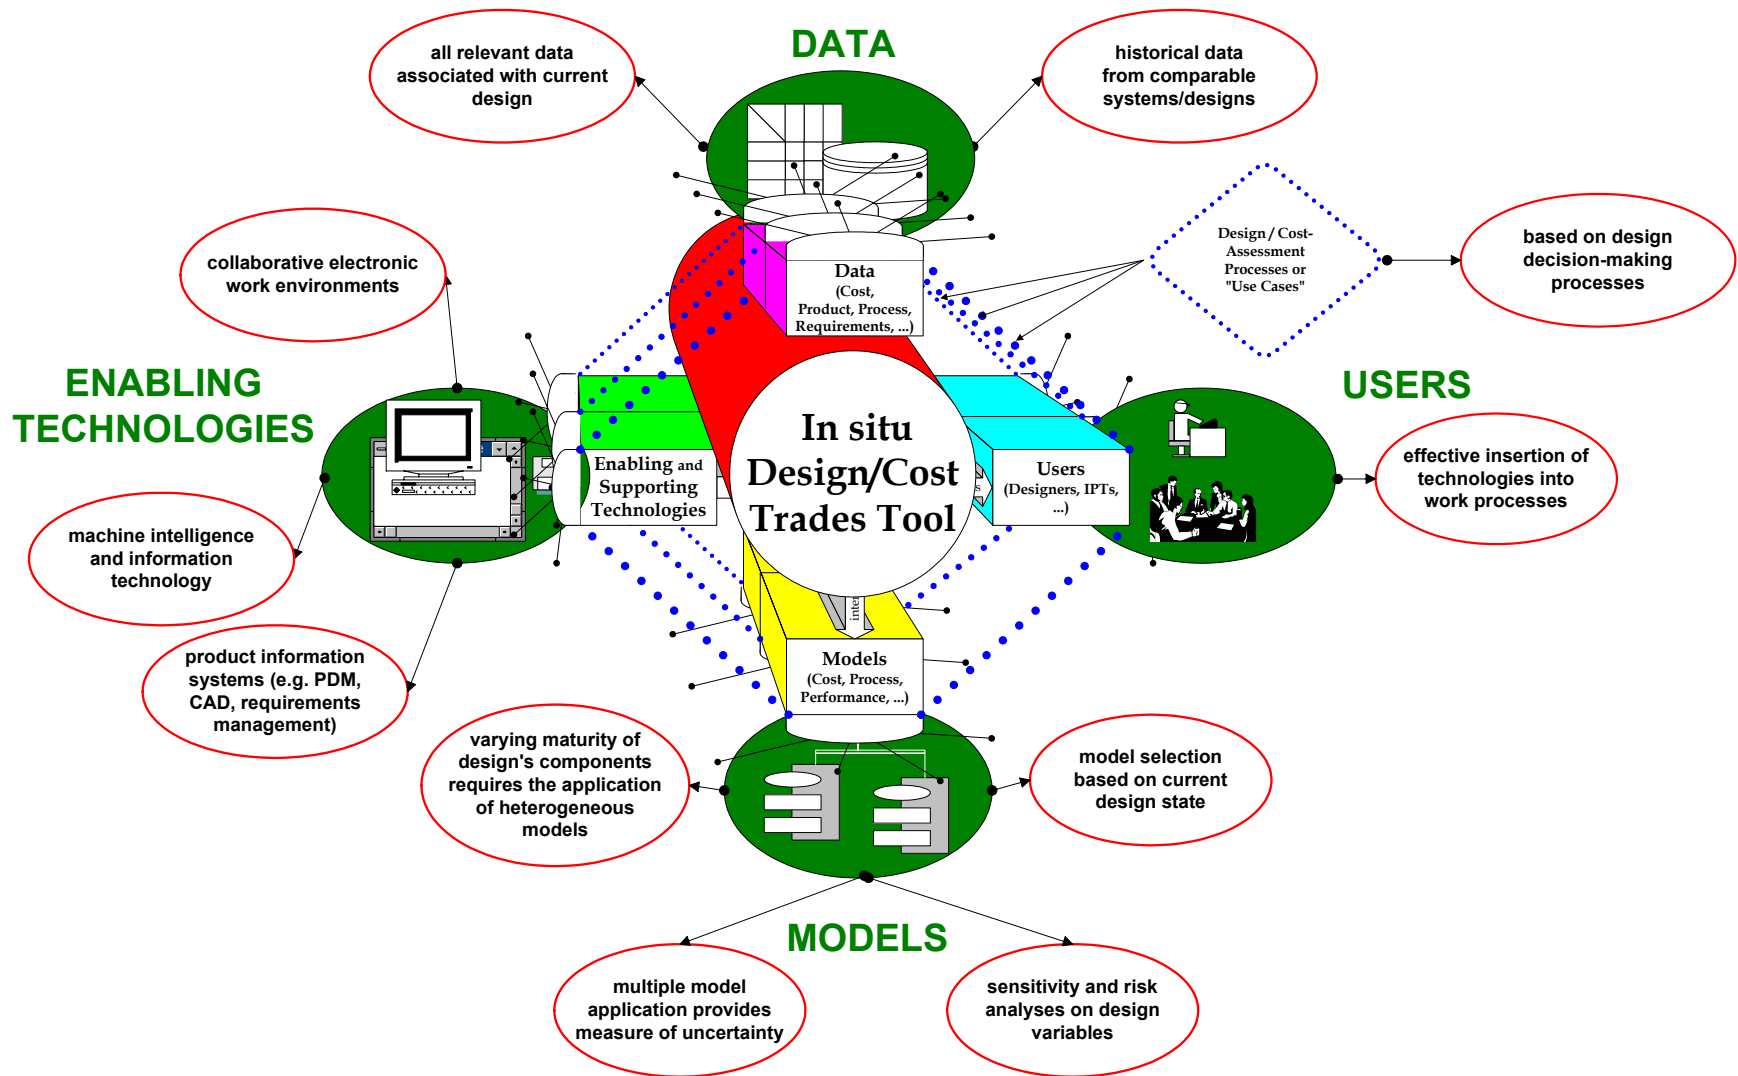 DATA
all relevant data
associated with current
design
historical data
from comparable
systems/designs
collaborative electronic
work environments
Design / Cost-
Assessment
Processes or
"Use Cases"
based on design
decision-making
processes
Data
(Cost,
Product, Process,
Requirements, ...)
ENABLING
TECHNOLOGIES
USERS
In situ
Design/Cost
Trades Tool
Enabling and
Supporting
Technologies
Users
(Designers, IPTs,
...)
effective insertion of
technologies into
work processes
machine intelligence
and information
technology
product information
systems (e.g. PDM,
CAD, requirements
management)
Models
(Cost, Process,
Performance, ...)
varying maturity of
design's components
requires the application
of heterogeneous
models
model selection
based on current
design state
MODELS
multiple model
application provides
measure of uncertainty
sensitivity and risk
analyses on design
variables